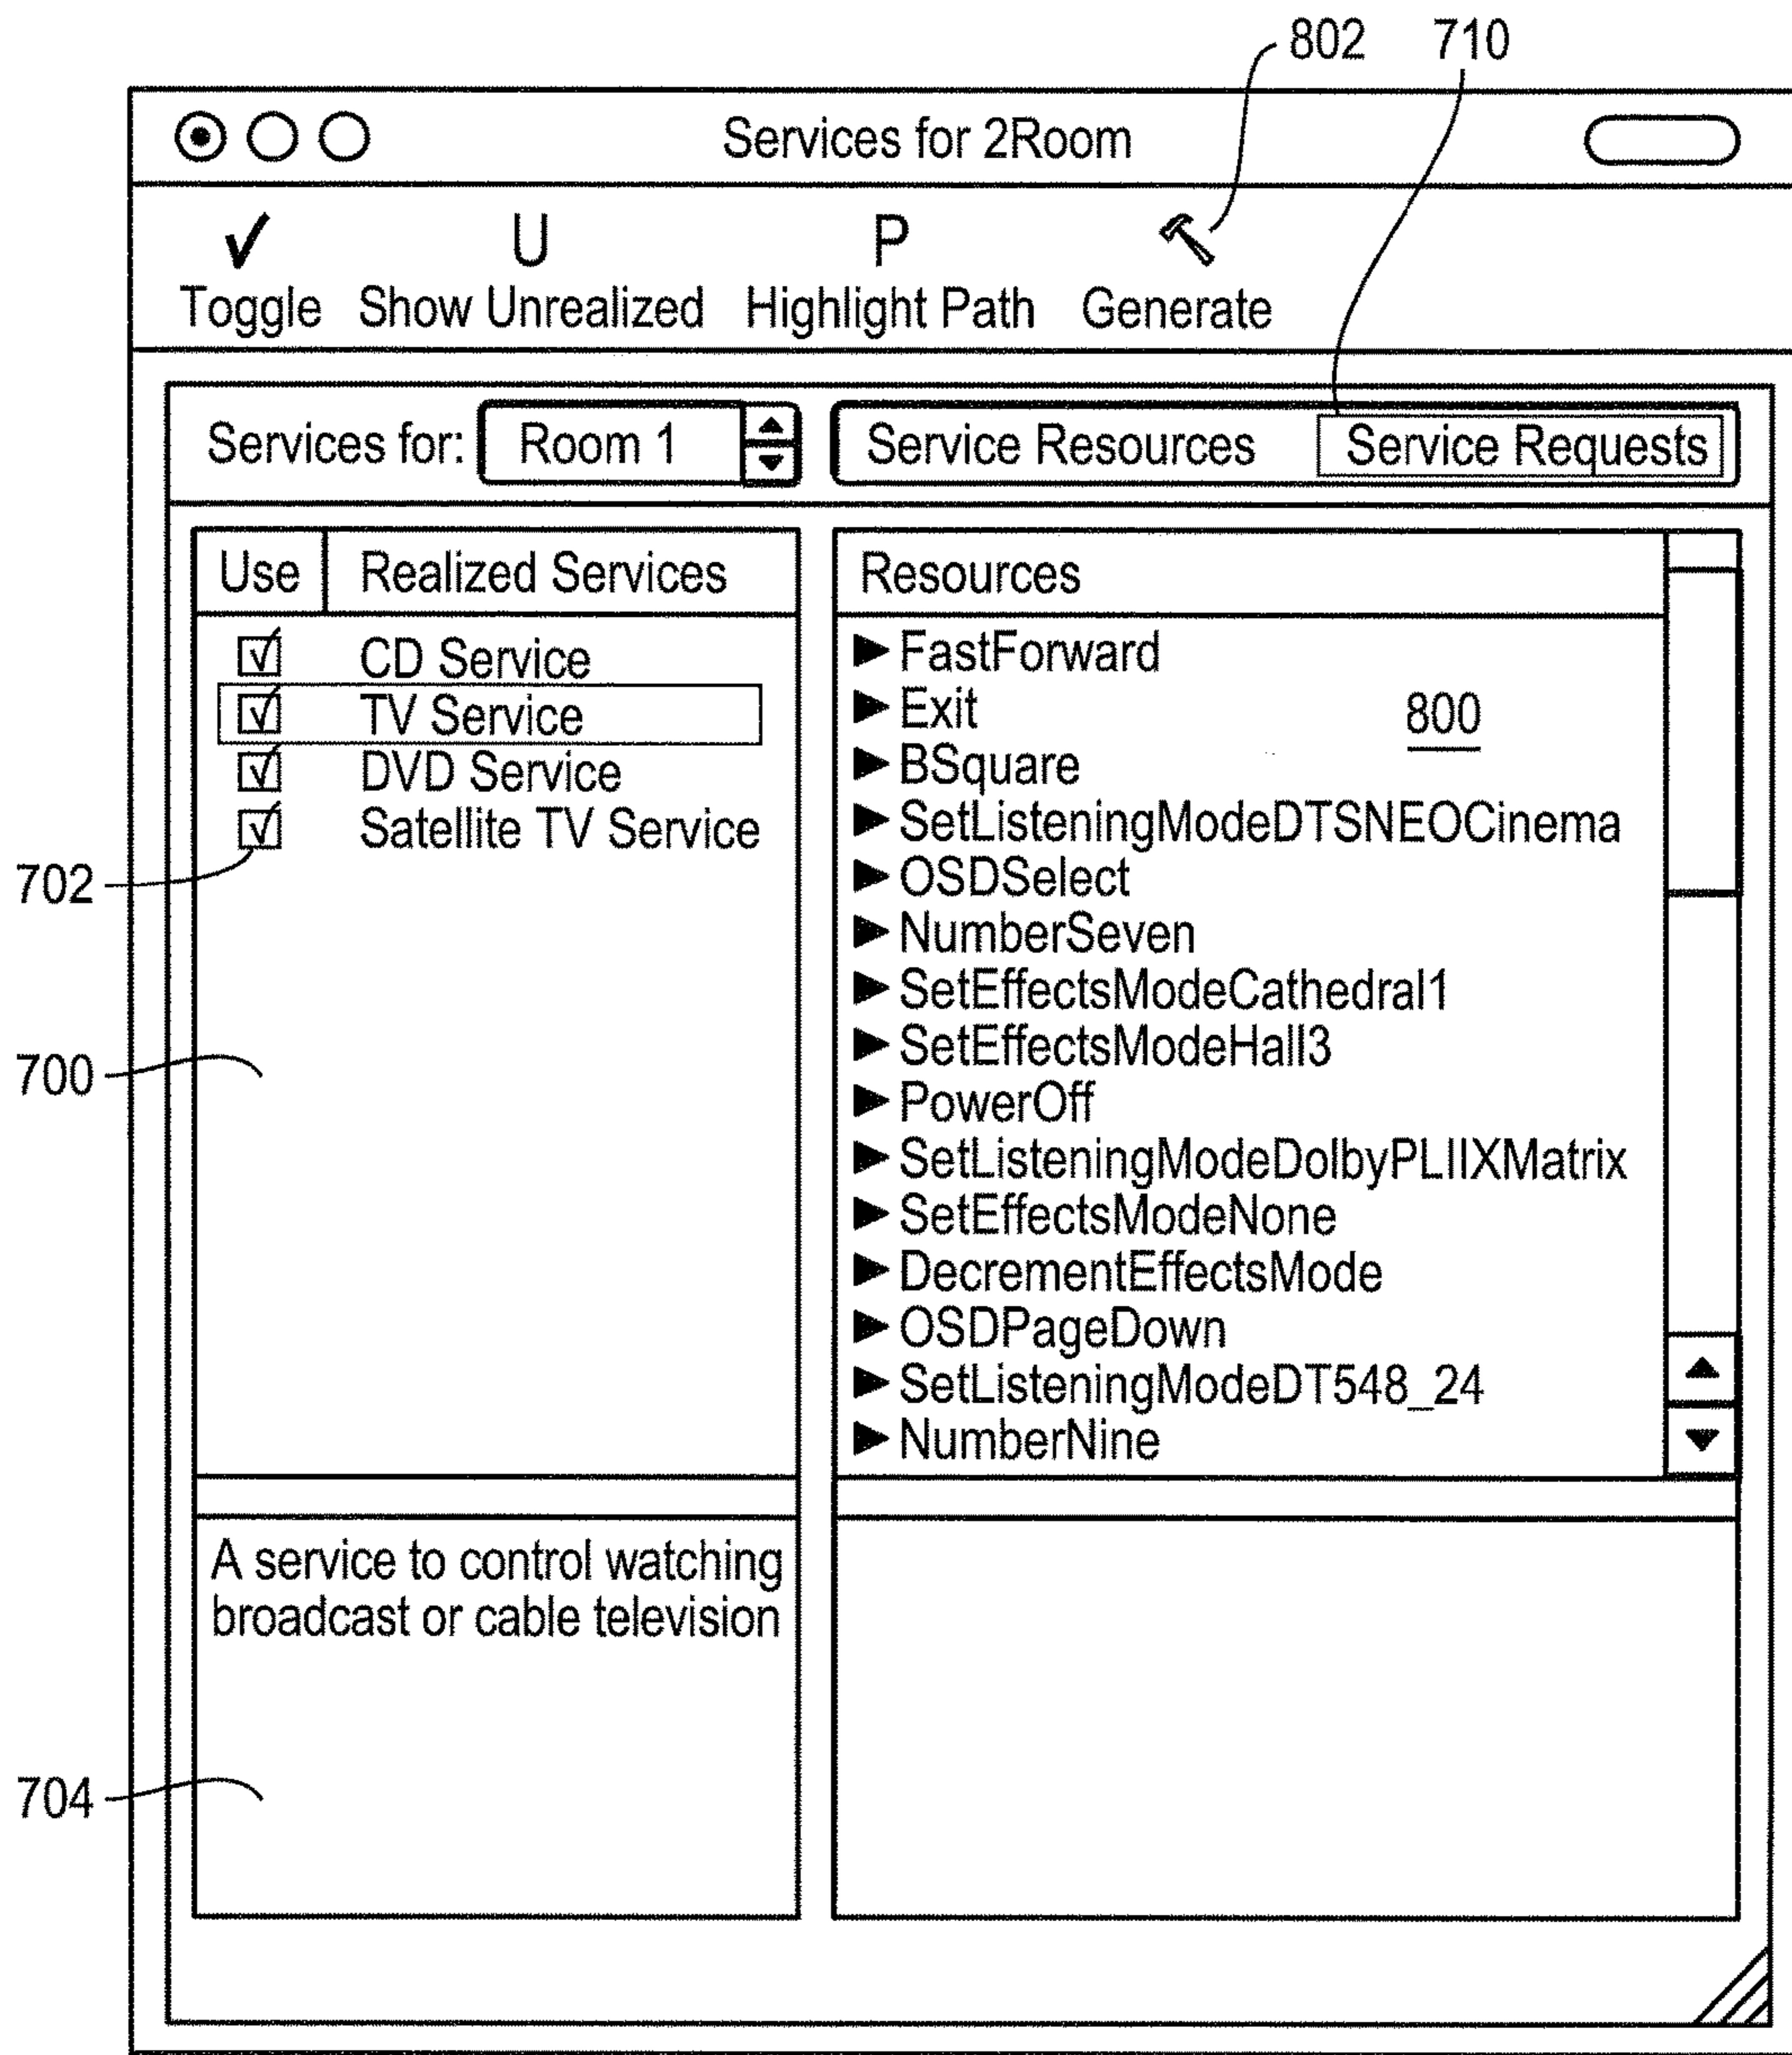 802 710
Services for 2Room
✓ U P
Toggle Show Unrealized Highlight Path Generate
Services for: Room 1 Service Resources Service Requests
Use Realized Services
CD Service
TV Service
DVD Service
Satellite TV Service
702
700
Resources
FastForward
Exit
800
BSquare
SetListeningModeDTSNEOCinema
OSDSelect
NumberSeven
SetEffectsModeCathedral1
SetEffectsModeHall3
PowerOff
SetListeningModeDolbyPLIIXMatrix
SetEffectsModeNone
DecrementEffectsMode
OSDPageDown
SetListeningModeDT548_24
NumberNine
A service to control watching
broadcast or cable television
704